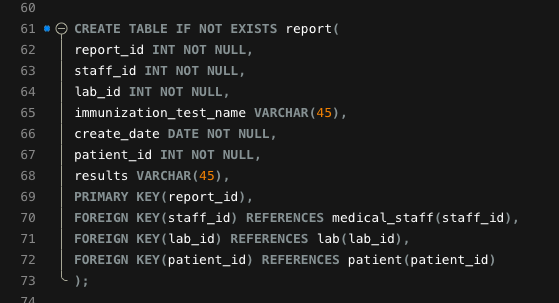 60
61 CREATE TABLE IF NOT EXISTS report(
62 report_id INT NOT NULL,
63 staff_id INT NOT NULL,
64 lab_id INT NOT NULL,
65 immunization_test_name VARCHAR(45),
66 create_date DATE NOT NULL,
67 patient_id INT NOT NULL,
68 results VARCHAR(45),
69 PRIMARY KEY(report_id),
70 FOREIGN KEY(staff_id) REFERENCES medical_staff(staff_id),
71 FOREIGN KEY(lab_id) REFERENCES lab(lab_id),
72 FOREIGN KEY(patient_id) REFERENCES patient(patient_id)
73 );
74